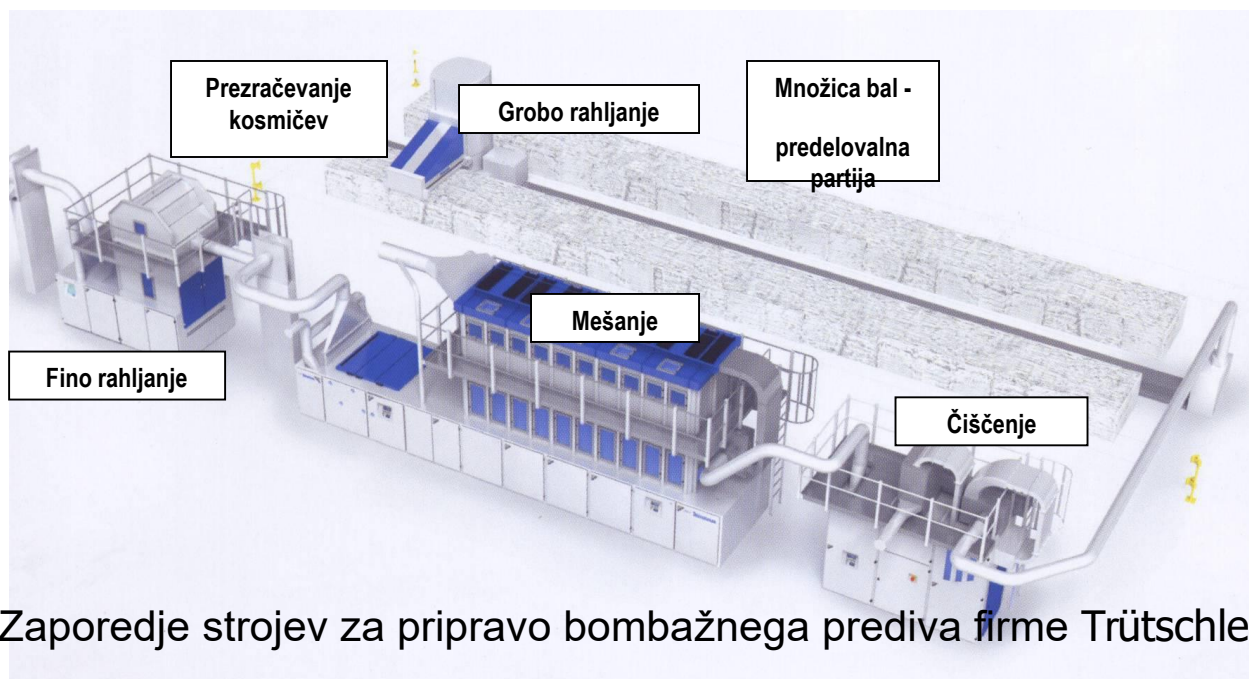 Prezračevanje
kosmičev
Grobo rahljanje
Množica bal -
predelovalna
partija
Mešanje
Fino rahljanje
Čiščenje
Zaporedje strojev za pripravo bombažnega prediva firme Trütschle